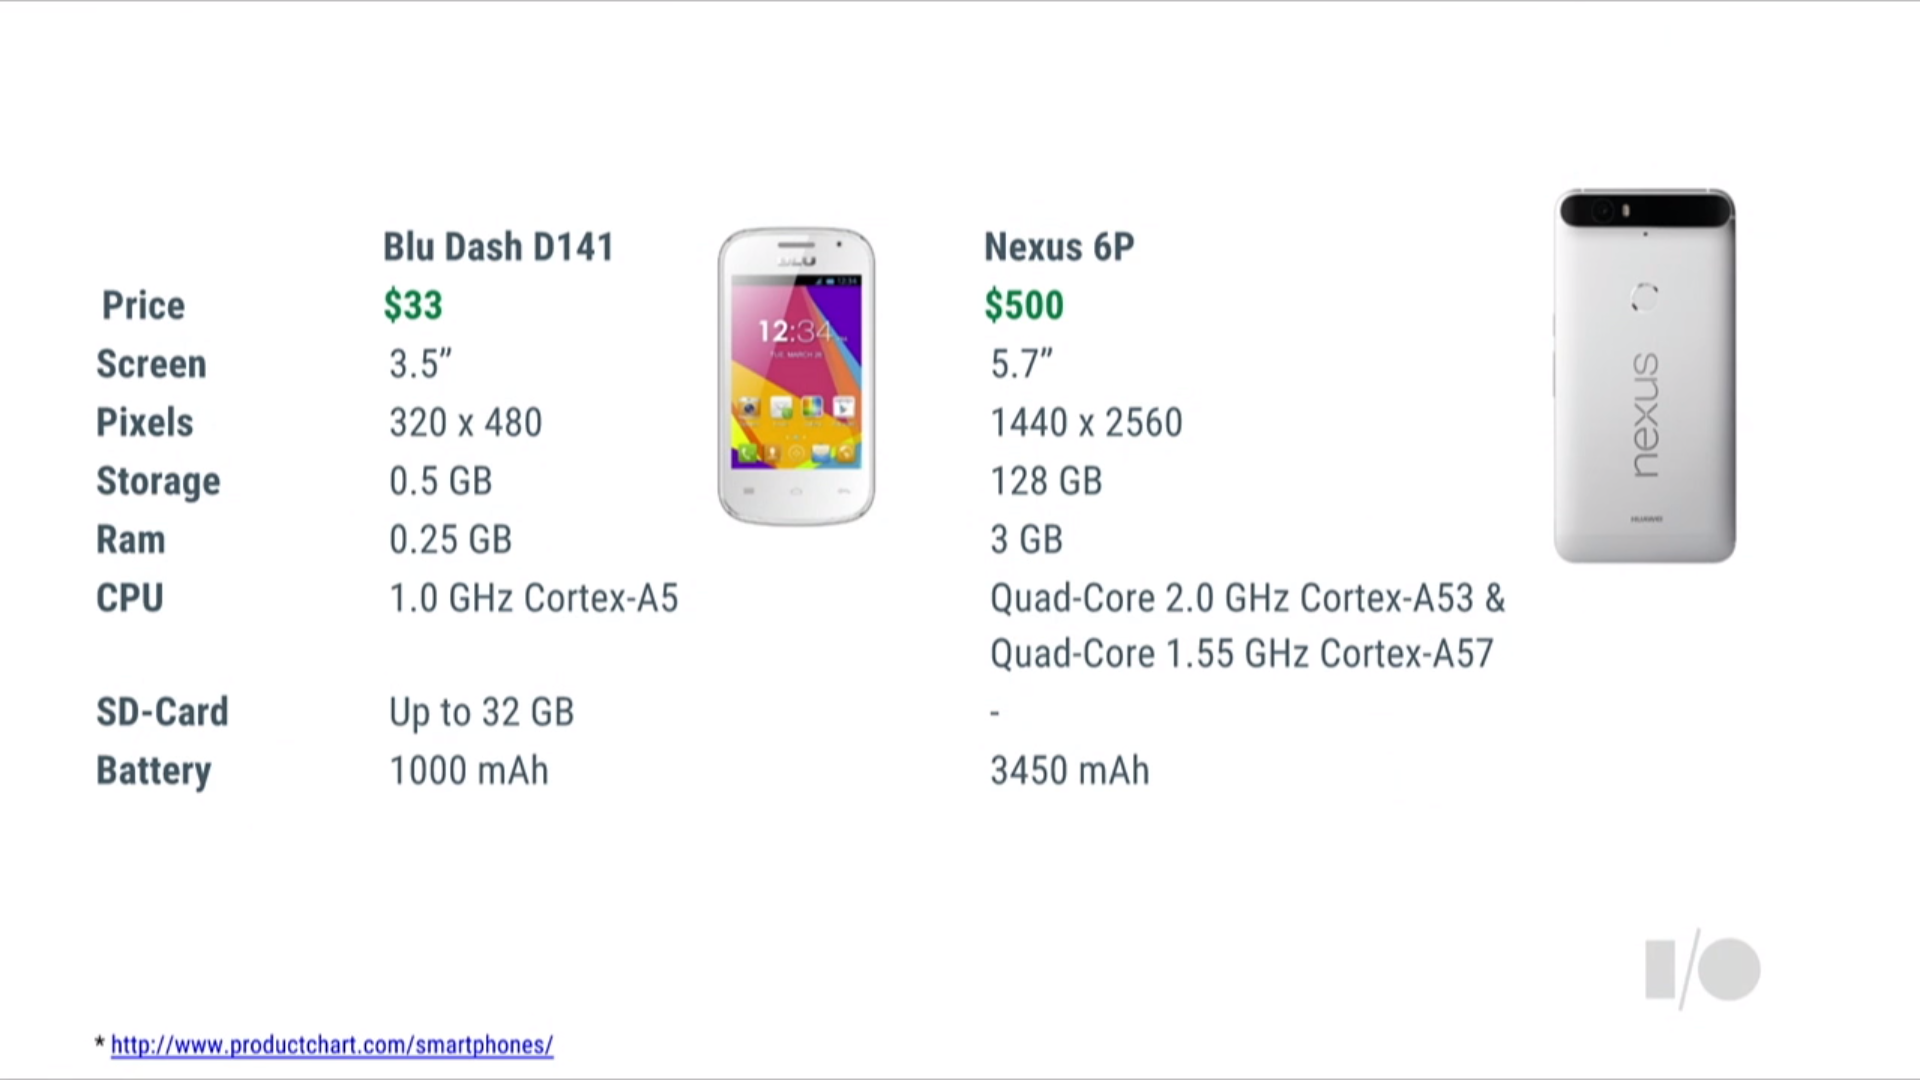 Blu Dash D141 Nexus 6P
Price $33 $500
Screen 3.5” 5.7”
Pixels 320 x 480 1440 x 2560
Storage 0.5 GB 128 GB
Ram 0.25 GB 3 GB
CPU 1.0 GHz Cortex-A5 Quad-Core 2.0 GHz Cortex-A53 &
Quad-Core 1.55 GHz Cortex-A57
SD-Card Up to 32 GB -
Battery 1000 mAh 3450 mAh
BLU
12:34
TUE, MARCH
nexus
HUAWEI
I/O
* http://www.productchart.com/smartphones/